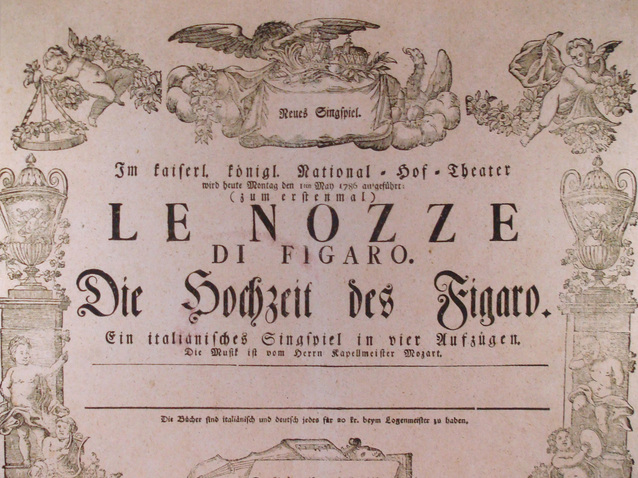 Neues Singspiel.
Im kaiserl. königl. National-Hof-Theater
wird heute Montag den 1ten May 1786 aufgeführt:
(zum erstenmal)
LE NOZZE
DI FIGARO.
Die Hochzeit des Figaro.
Ein italiänisches Singspiel in vier Aufzügen.
Die Musik ist vom Herrn Kapellmeister Mozart.
Die Bücher sind italiänisch und deutsch jedes für 20 kr. beym Logenmeister zu haben.